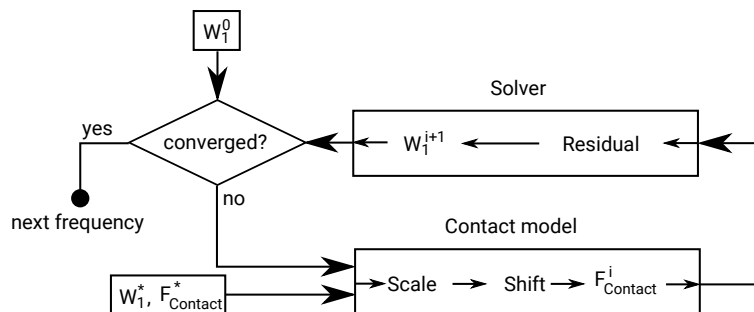 W₁⁰
Solver
yes
converged?
W₁ⁱ⁺¹
Residual
no
next frequency
Contact model
W₁*, F*Contact
Scale
Shift
FⁱContact